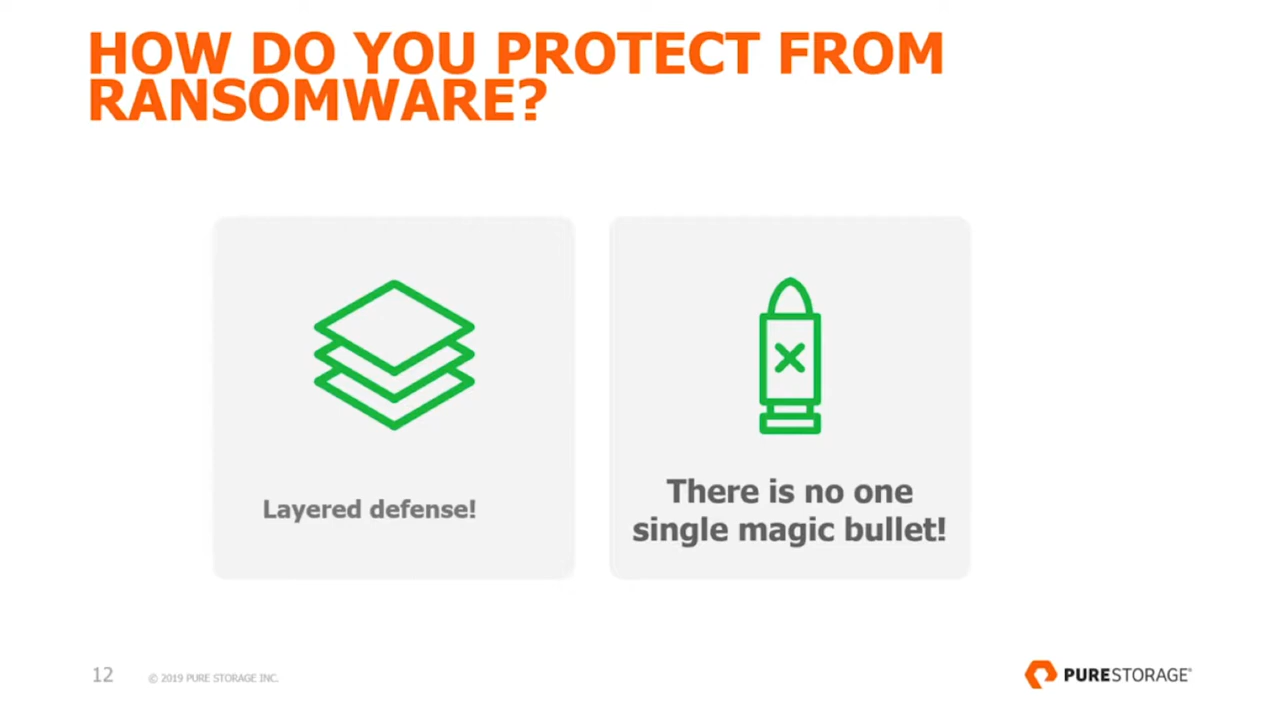 HOW DO YOU PROTECT FROM
RANSOMWARE?
Layered defense!
There is no one
single magic bullet!
12
© 2019 PURE STORAGE INC.
PURESTORAGE®